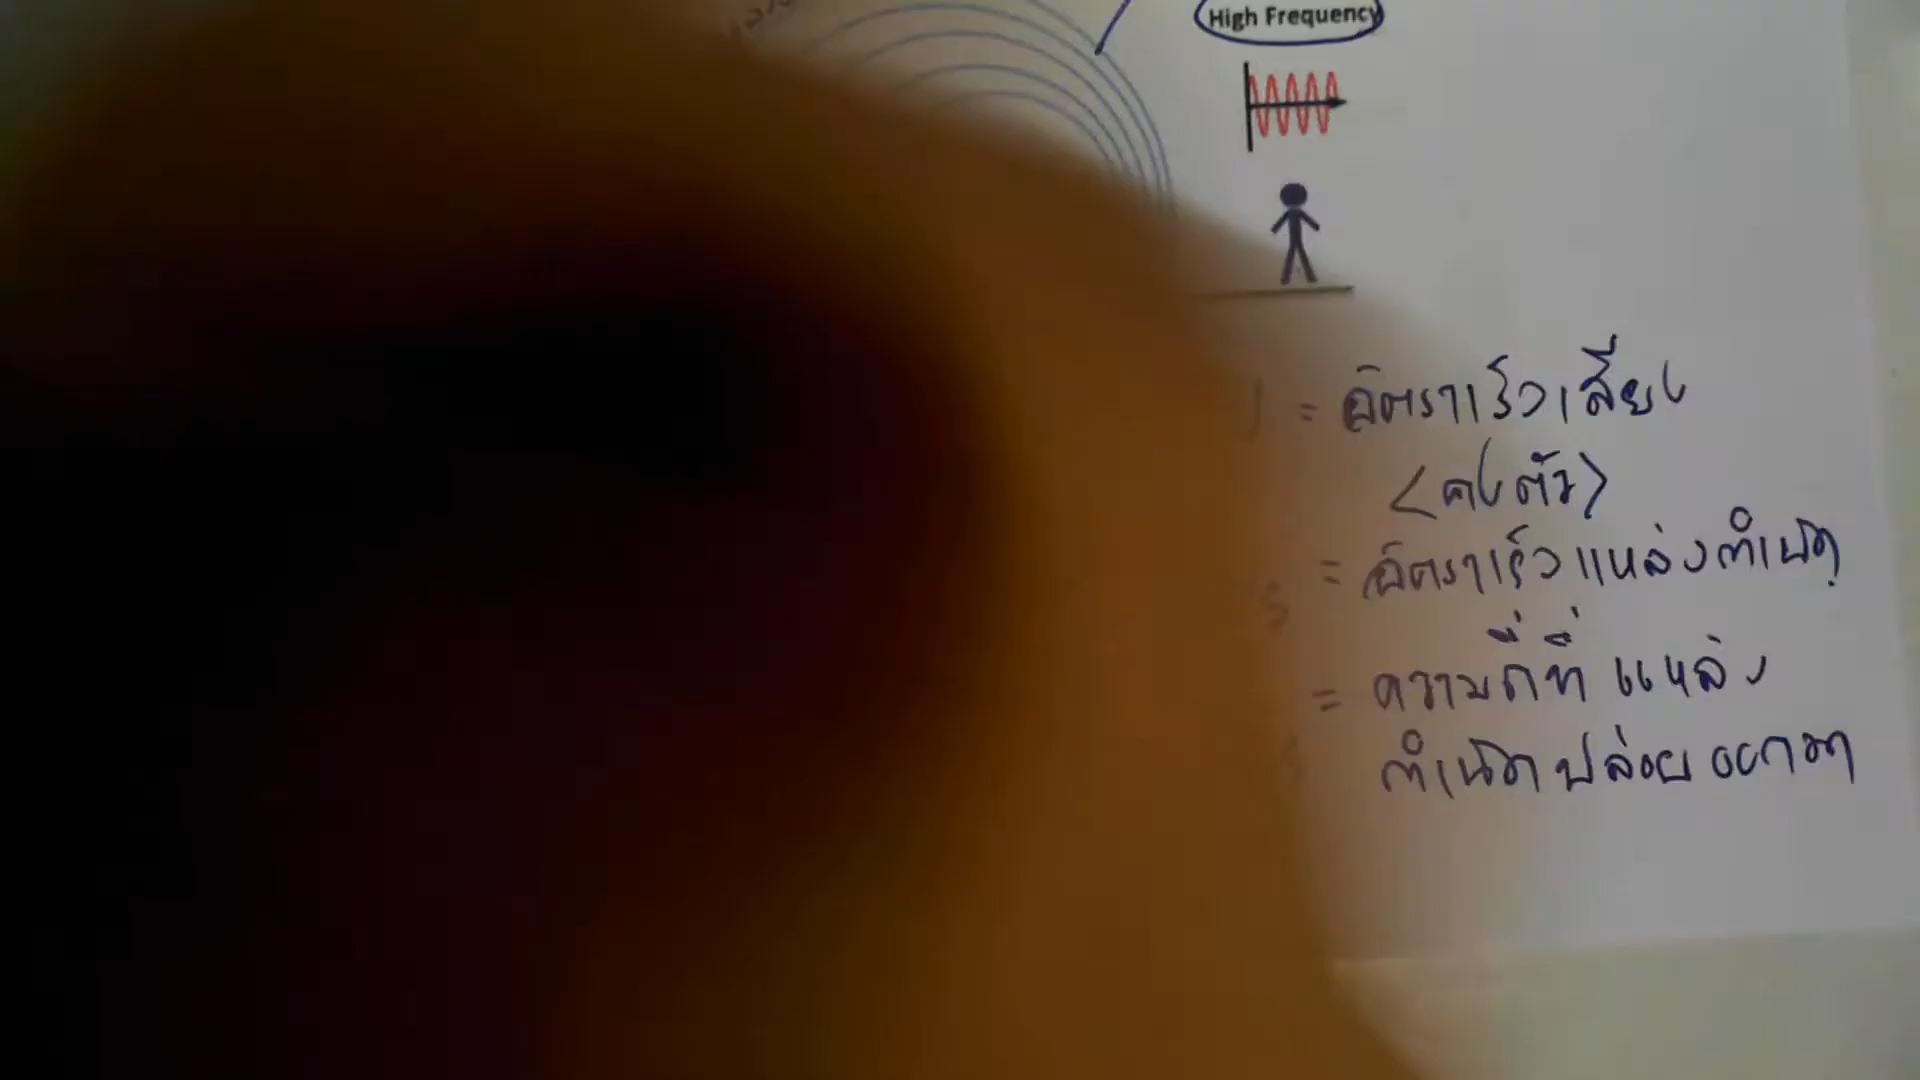 High Frequency
= อัตราเร็วเสียง
<คงตัว>
s = อัตราเร็วแหล่งกำเนิด
= ความถี่ที่แหล่ง
กำเนิดปล่อยออกมา